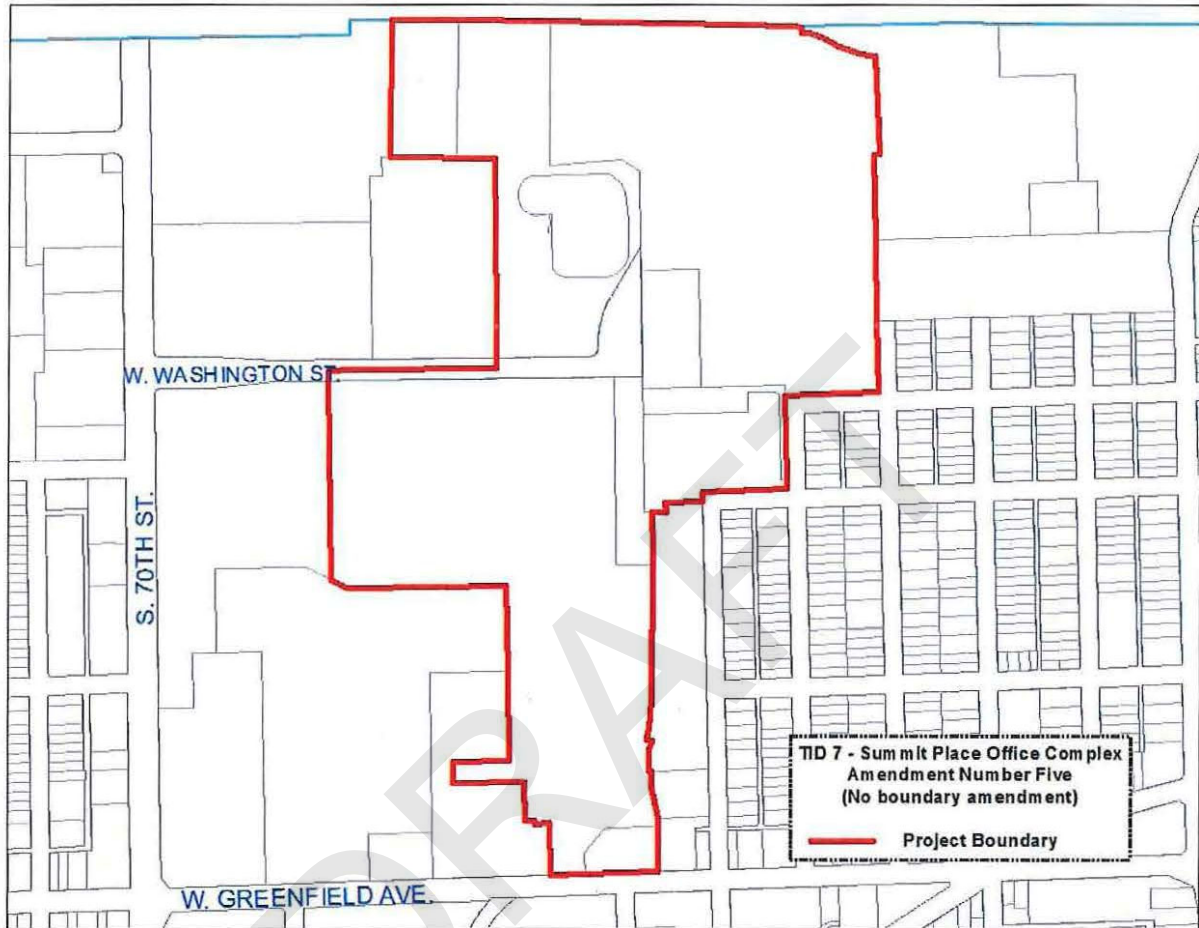 W. WASHINGTON ST.
S. 70TH ST.
TID 7 - Summit Place Office Complex
Amendment Number Five
(No boundary amendment)
Project Boundary
W. GREENFIELD AVE.
DRAFT